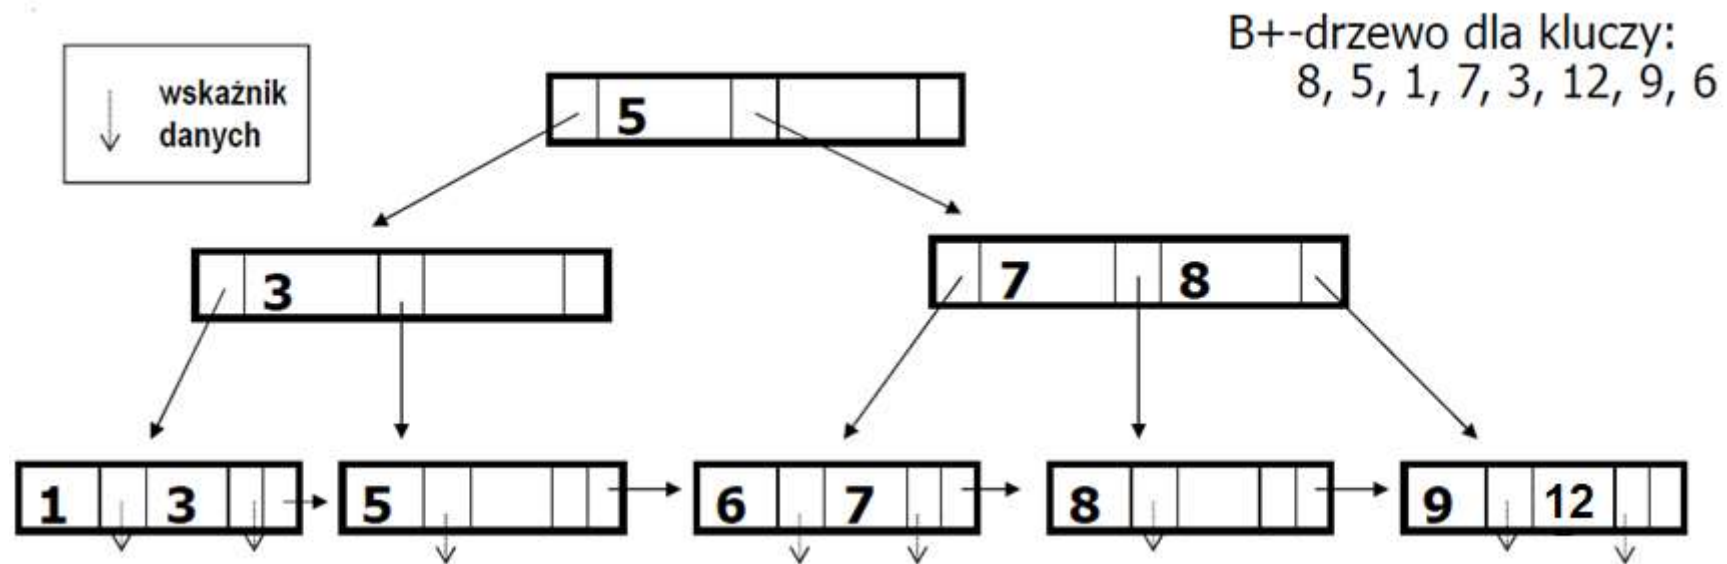 B+-drzewo dla kluczy:
8, 5, 1, 7, 3, 12, 9, 6
wskaźnik
danych
5
3
7 8
1 3 5 6 7 8 9 12